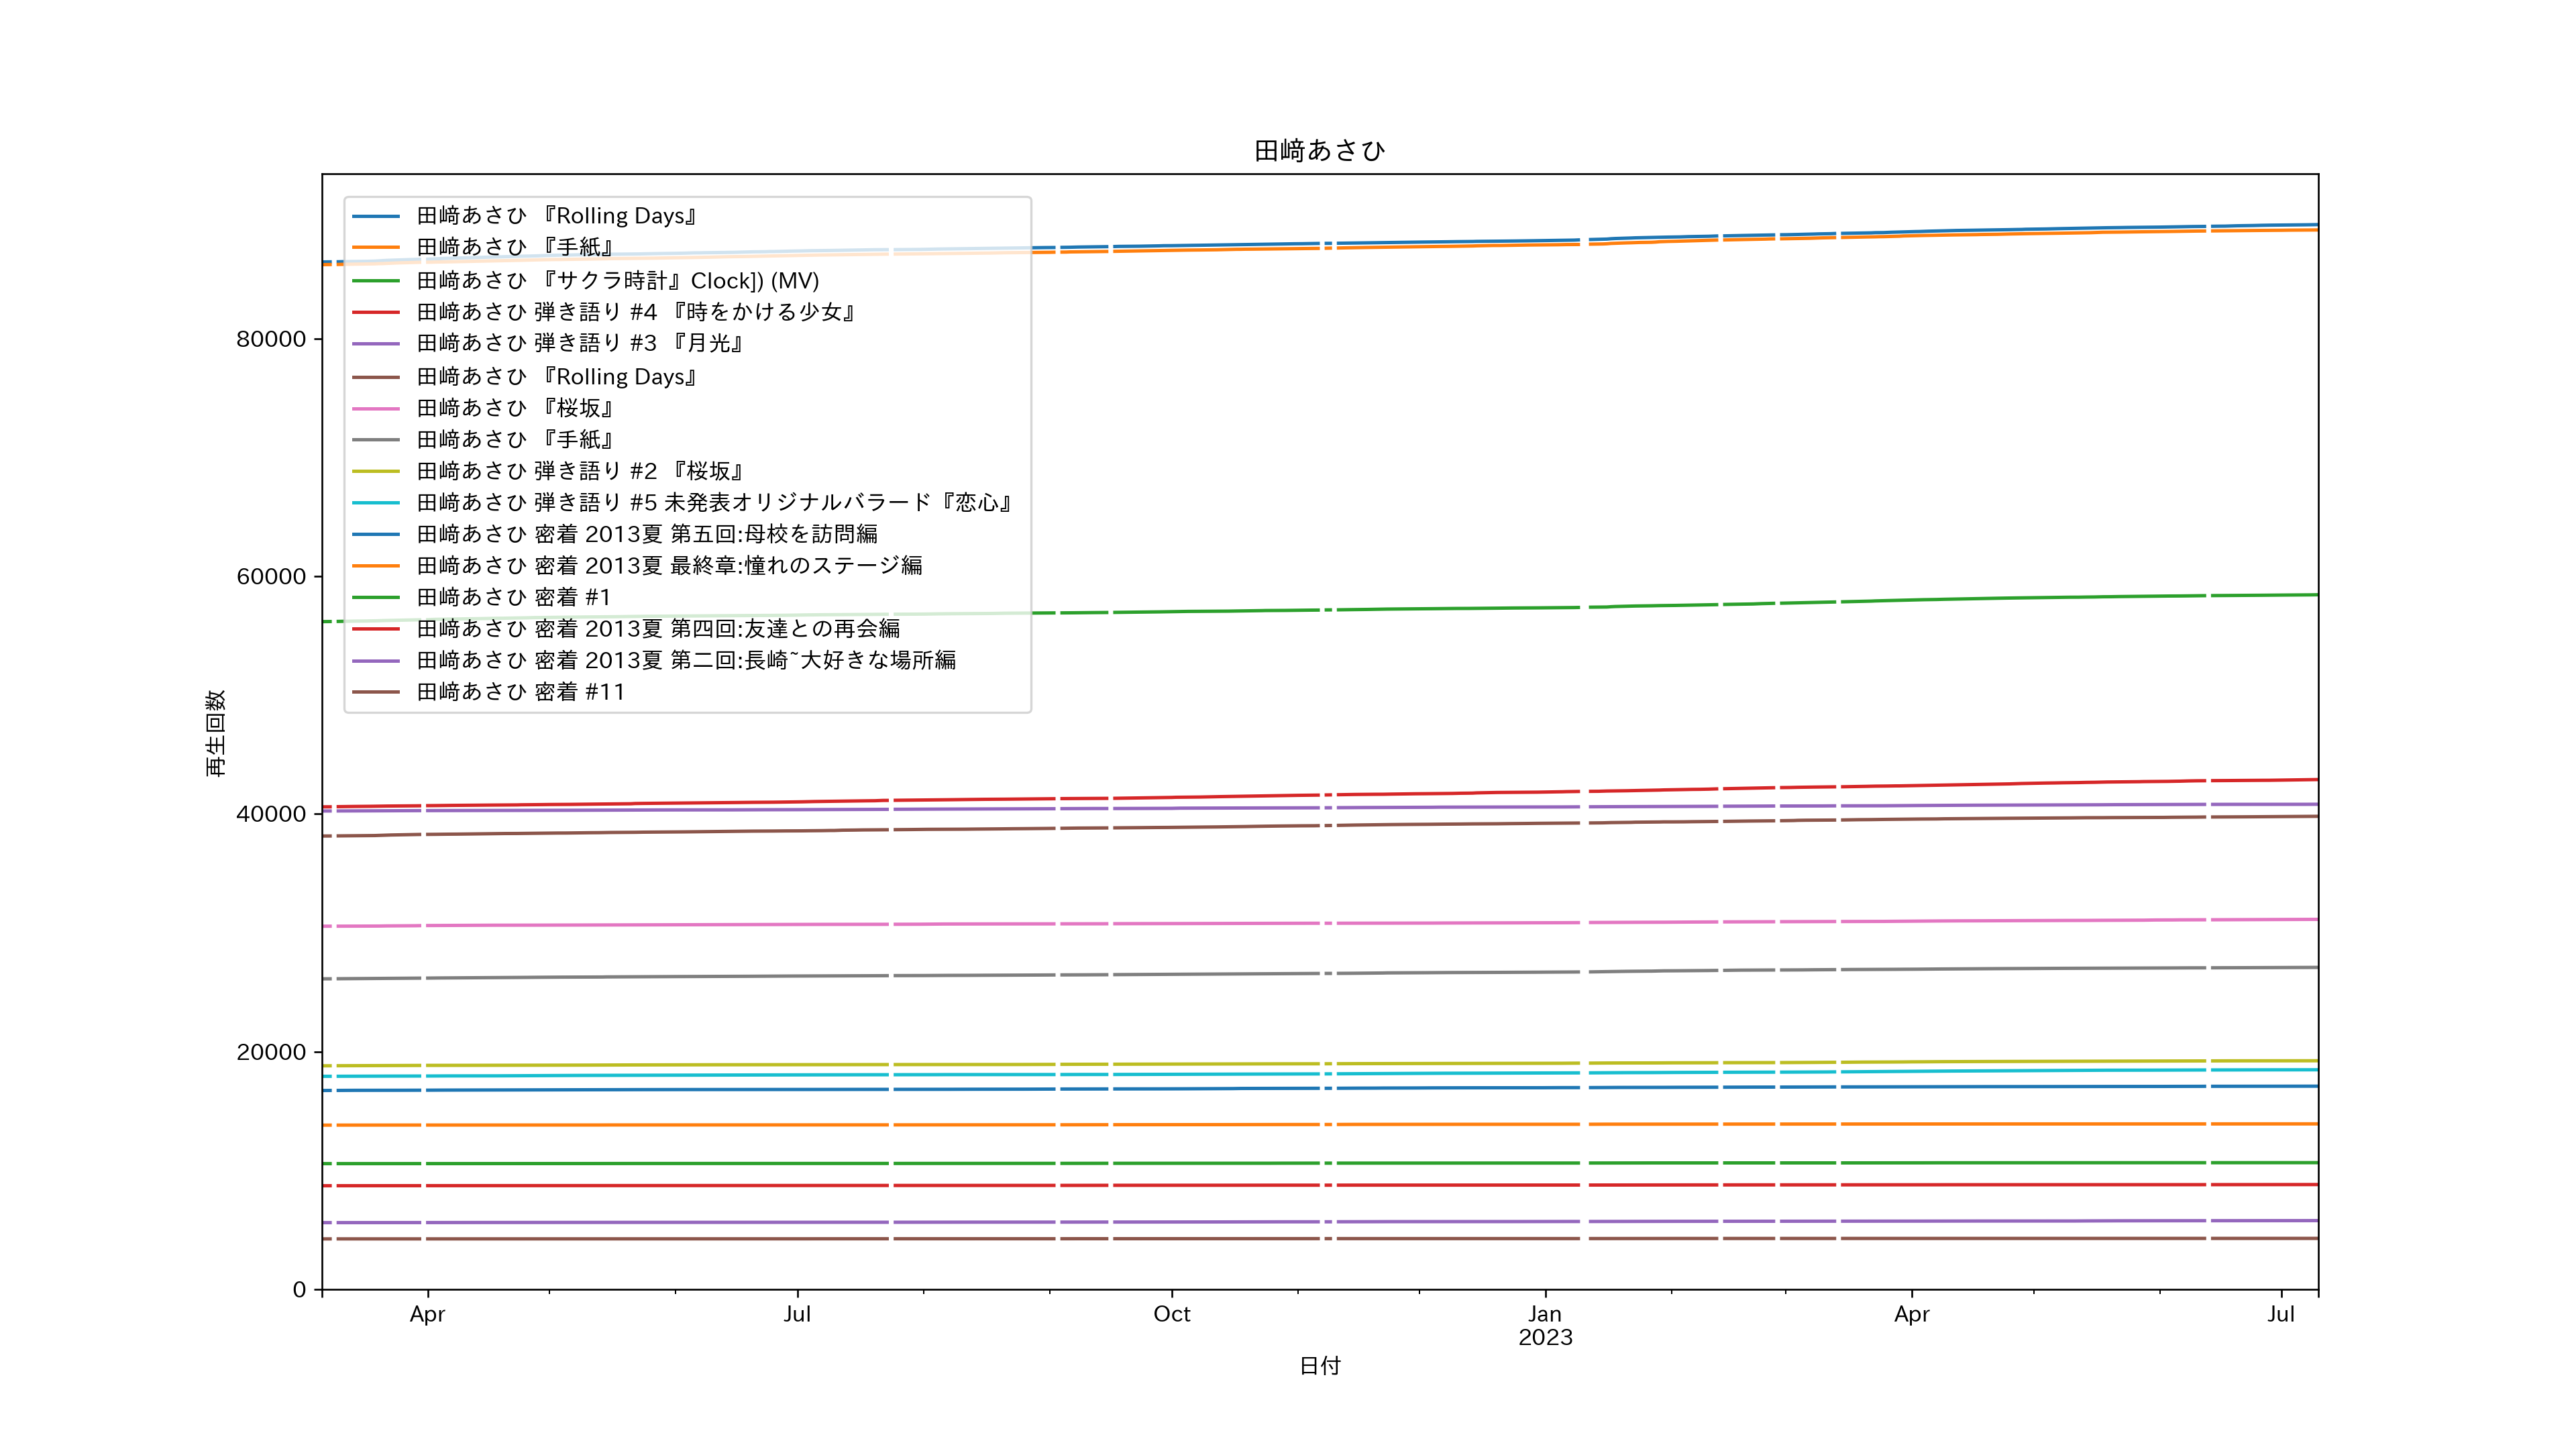 田﨑あさひ
田﨑あさひ 『Rolling Days』
田﨑あさひ 『手紙』
田﨑あさひ 『サクラ時計』Clock]) (MV)
田﨑あさひ 弾き語り #4 『時をかける少女』
田﨑あさひ 弾き語り #3 『月光』
田﨑あさひ 『Rolling Days』
田﨑あさひ 『桜坂』
田﨑あさひ 『手紙』
田﨑あさひ 弾き語り #2 『桜坂』
田﨑あさひ 弾き語り #5 未発表オリジナルバラード『恋心』
田﨑あさひ 密着 2013夏 第五回:母校を訪問編
田﨑あさひ 密着 2013夏 最終章:憧れのステージ編
田﨑あさひ 密着 #1
田﨑あさひ 密着 2013夏 第四回:友達との再会編
田﨑あさひ 密着 2013夏 第二回:長崎~大好きな場所編
田﨑あさひ 密着 #11
再生回数
80000
60000
40000
20000
0
Apr Jul Oct Jan Apr Jul
2023
日付